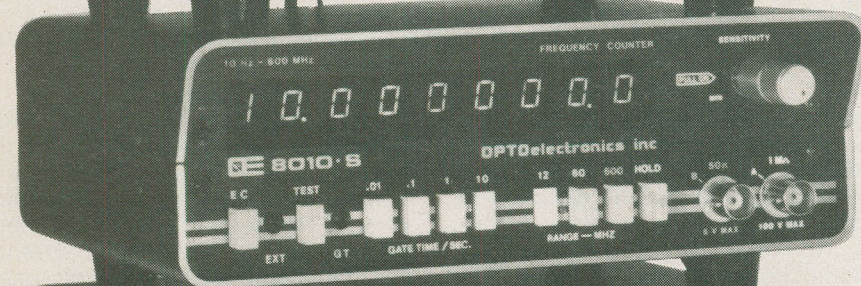 10 Hz - 600 MHz
FREQUENCY COUNTER
SENSITIVITY
10.0000000.0
OE 8010·S
OPTOelectronics inc
EC
TEST
.01 .1 1 10
12 60 600 HOLD
B 50Ω
A 1 MΩ
EXT
GT
GATE TIME / SEC.
RANGE — MHZ
5 V MAX
100 V MAX